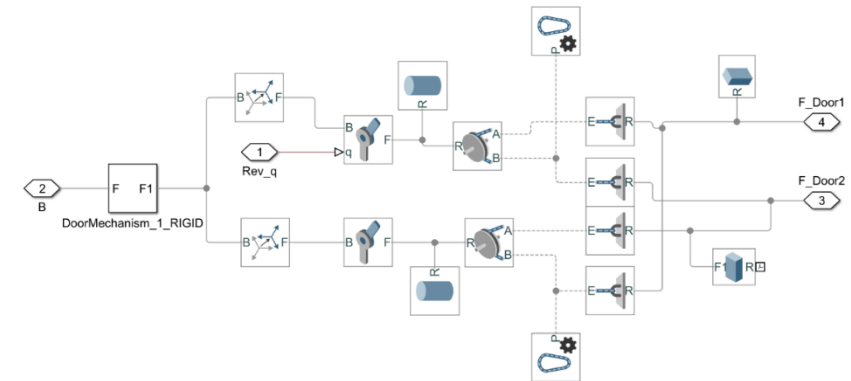 P
F_Door1
R
4
B F
R
E R
B F
q
A
R
B
1
Rev_q
F_Door2
E R
3
2
B
F F1
DoorMechanism_1_RIGID
A
E R
B F
B F
R
B
F1 R
R
E R
P